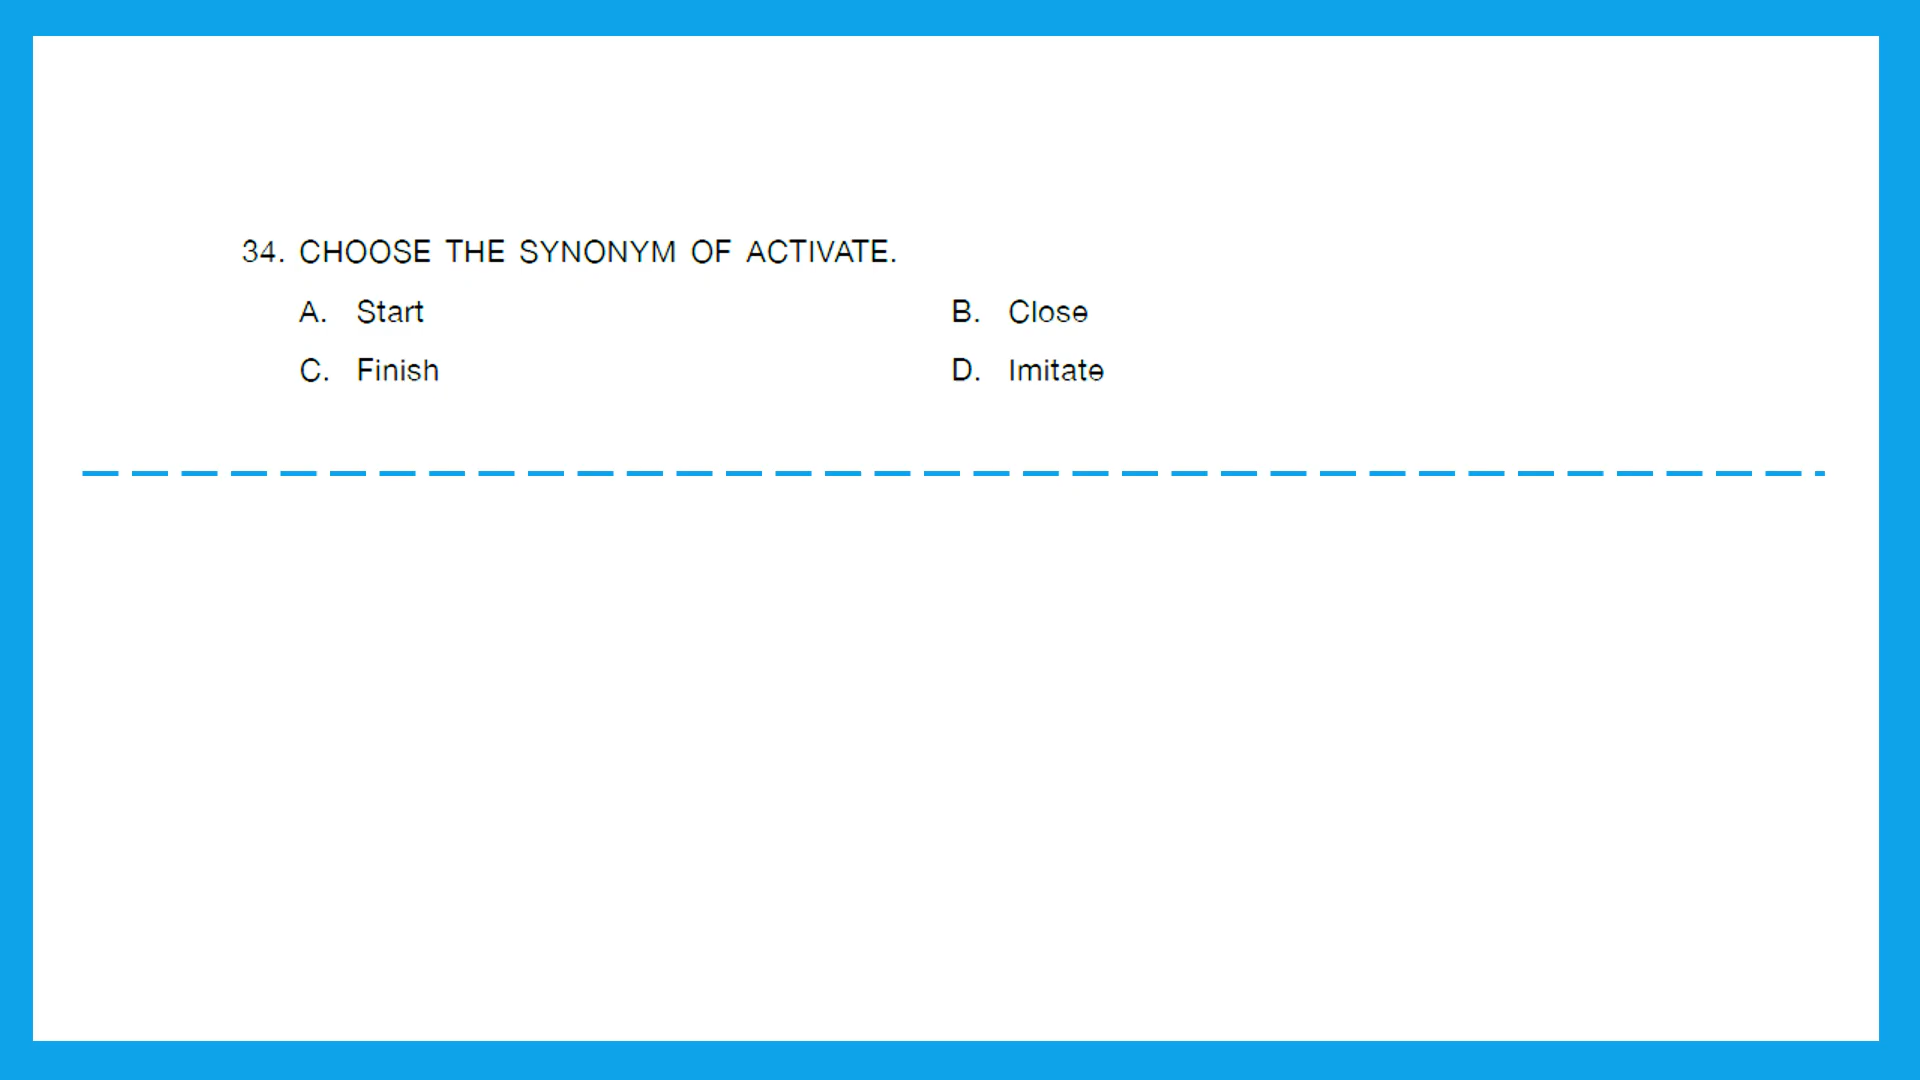 34. CHOOSE THE SYNONYM OF ACTIVATE.
A. Start B. Close
C. Finish D. Imitate